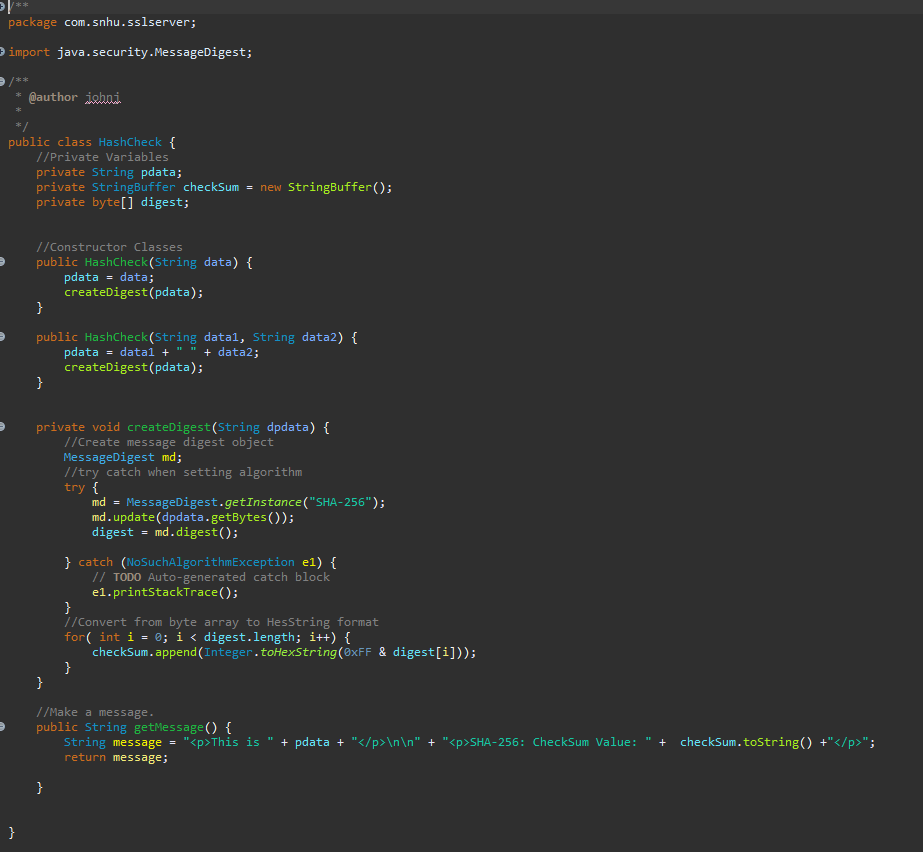 /**
package com.snhu.sslserver;
import java.security.MessageDigest;
/**
 * @author johnj
 *
 */
public class HashCheck {
    //Private Variables
    private String pdata;
    private StringBuffer checkSum = new StringBuffer();
    private byte[] digest;
    //Constructor Classes
    public HashCheck(String data) {
        pdata = data;
        createDigest(pdata);
    }
    public HashCheck(String data1, String data2) {
        pdata = data1 + " " + data2;
        createDigest(pdata);
    }
    private void createDigest(String dpdata) {
        //Create message digest object
        MessageDigest md;
        //try catch when setting algorithm
        try {
            md = MessageDigest.getInstance("SHA-256");
            md.update(dpdata.getBytes());
            digest = md.digest();
        } catch (NoSuchAlgorithmException e1) {
            // TODO Auto-generated catch block
            e1.printStackTrace();
        }
        //Convert from byte array to HesString format
        for( int i = 0; i < digest.length; i++) {
            checkSum.append(Integer.toHexString(0xFF & digest[i]));
        }
    }
    //Make a message.
    public String getMessage() {
        String message = "<p>This is " + pdata + "</p>\n\n" + "<p>SHA-256: CheckSum Value: " +  checkSum.toString() +"</p>";
        return message;
    }
}